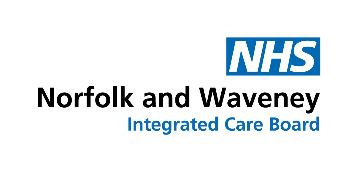 NHS
Norfolk and Waveney
Integrated Care Board